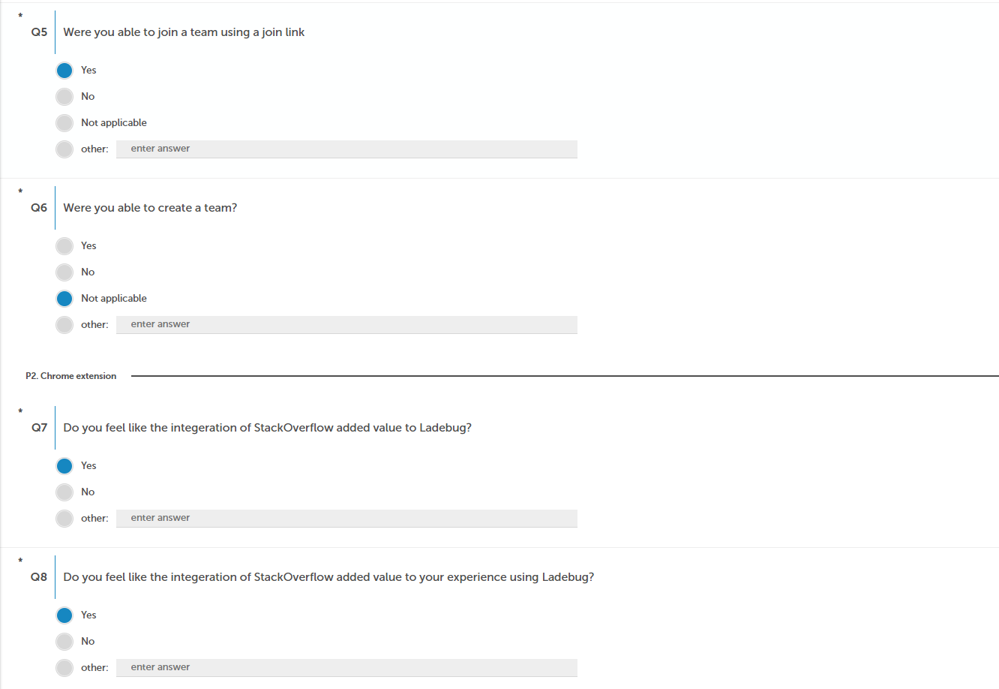 *
Q5 Were you able to join a team using a join link
Yes
No
Not applicable
other: enter answer
*
Q6 Were you able to create a team?
Yes
No
Not applicable
other: enter answer
P2. Chrome extension
*
Q7 Do you feel like the integeration of StackOverflow added value to Ladebug?
Yes
No
other: enter answer
*
Q8 Do you feel like the integeration of StackOverflow added value to your experience using Ladebug?
Yes
No
other: enter answer